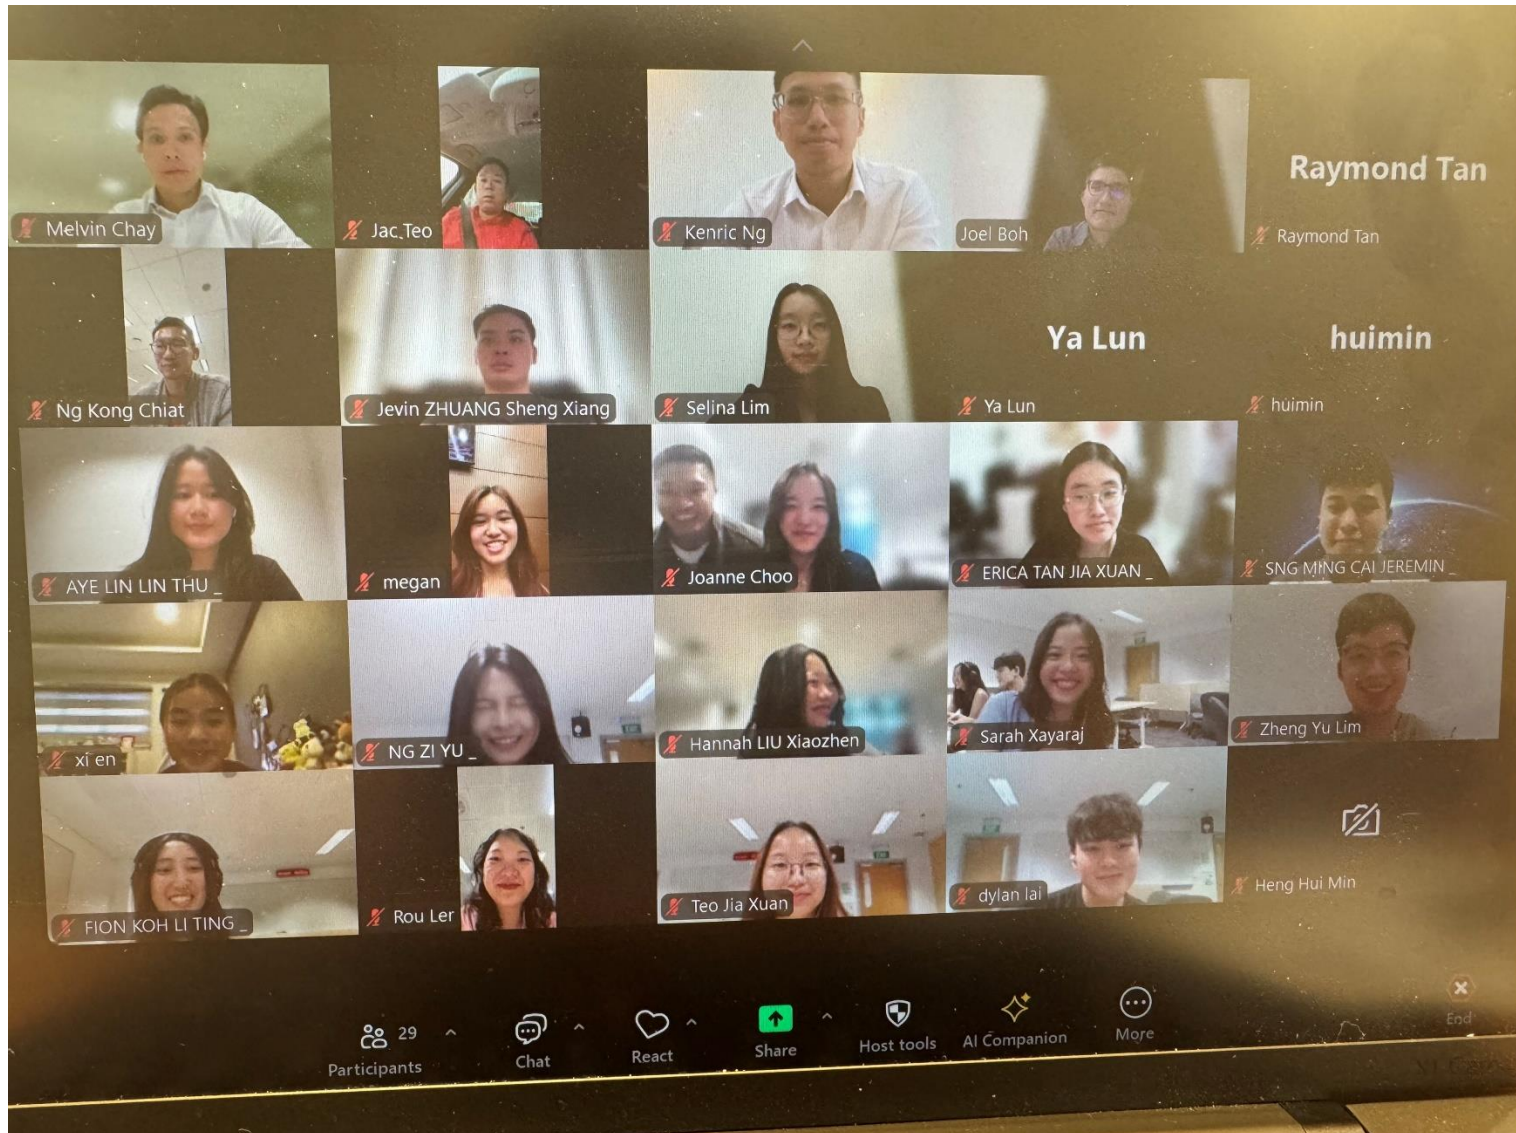 Melvin Chay
Jac Teo
Kenric Ng
Joel Boh
Raymond Tan
Raymond Tan
Ng Kong Chiat
Jevin ZHUANG Sheng Xiang
Selina Lim
Ya Lun
Ya Lun
huimin
huimin
AYE LIN LIN THU _
megan
Joanne Choo
ERICA TAN JIA XUAN _
SNG MING CAI JEREMIN _
xi en
NG ZI YU _
Hannah LIU Xiaozhen
Sarah Xayaraj
Zheng Yu Lim
FION KOH LI TING _
Rou Ler
Teo Jia Xuan
dylan lai
Heng Hui Min
29
Participants
Chat
React
Share
Host tools
AI Companion
More
End